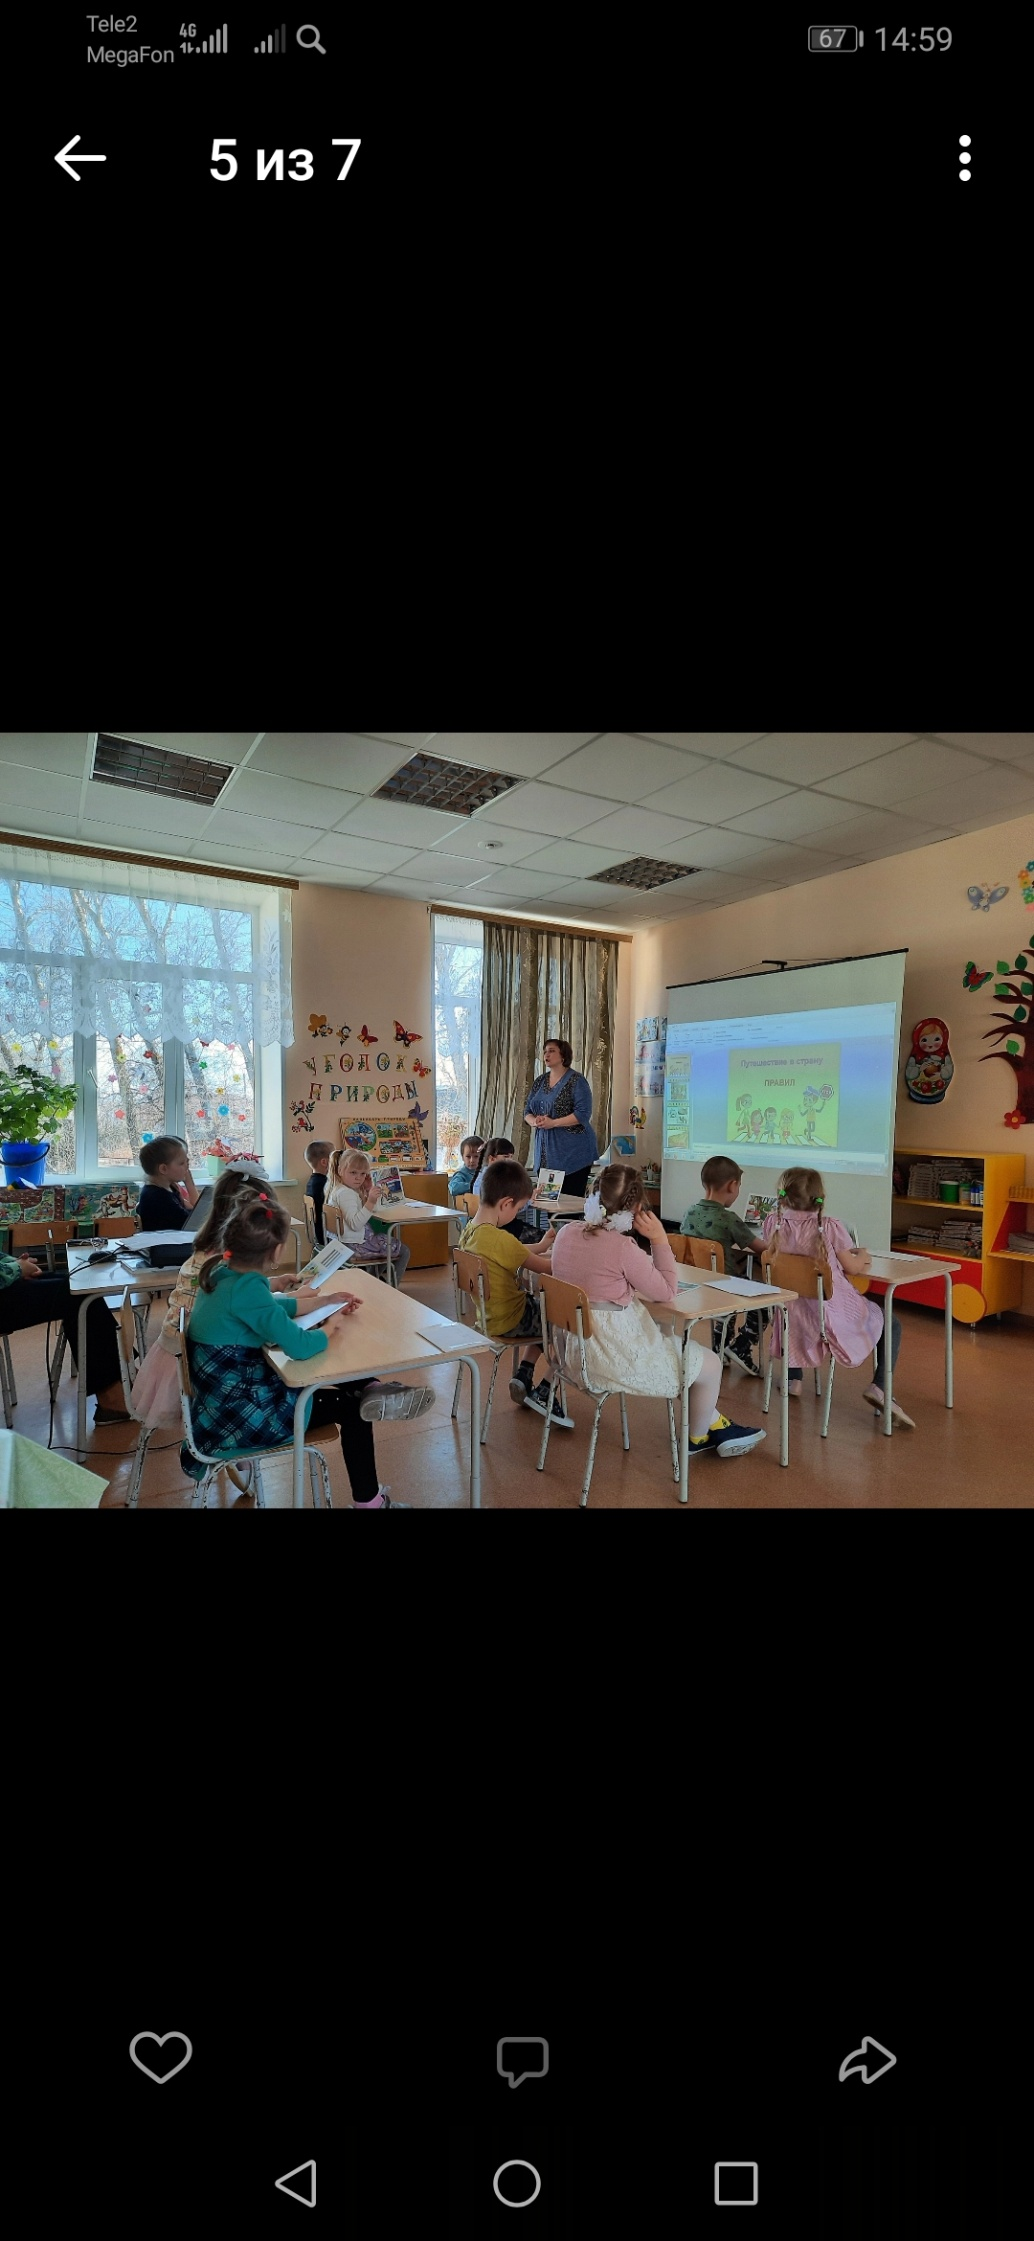 Tele2
MegaFon
4G
67
14:59
5 из 7
УГОЛОК
ПРИРОДЫ
Путешествие в страну
ПРАВИЛ